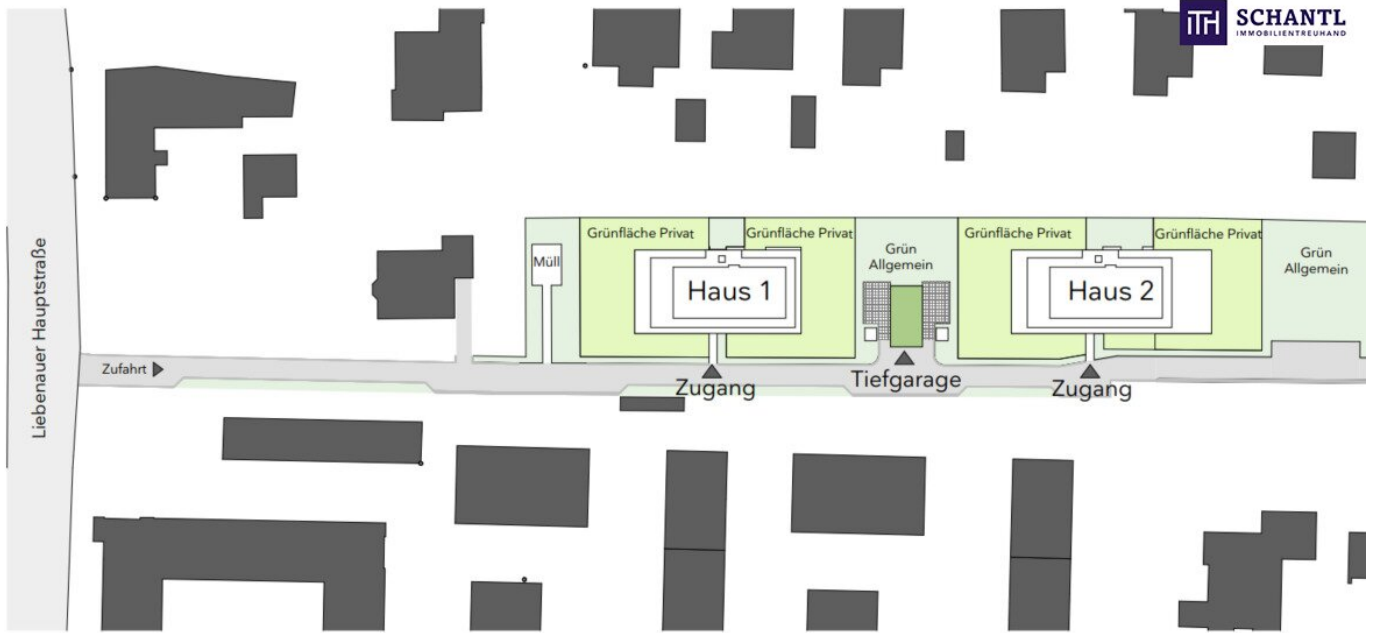 ITH SCHANTL
IMMOBILIENTREUHAND
Liebenauer Hauptstraße
Grünfläche Privat
Grünfläche Privat
Grün
Allgemein
Grünfläche Privat
Grünfläche Privat
Grün
Allgemein
Müll
Haus 1
Haus 2
Zufahrt
Zugang
Tiefgarage
Zugang